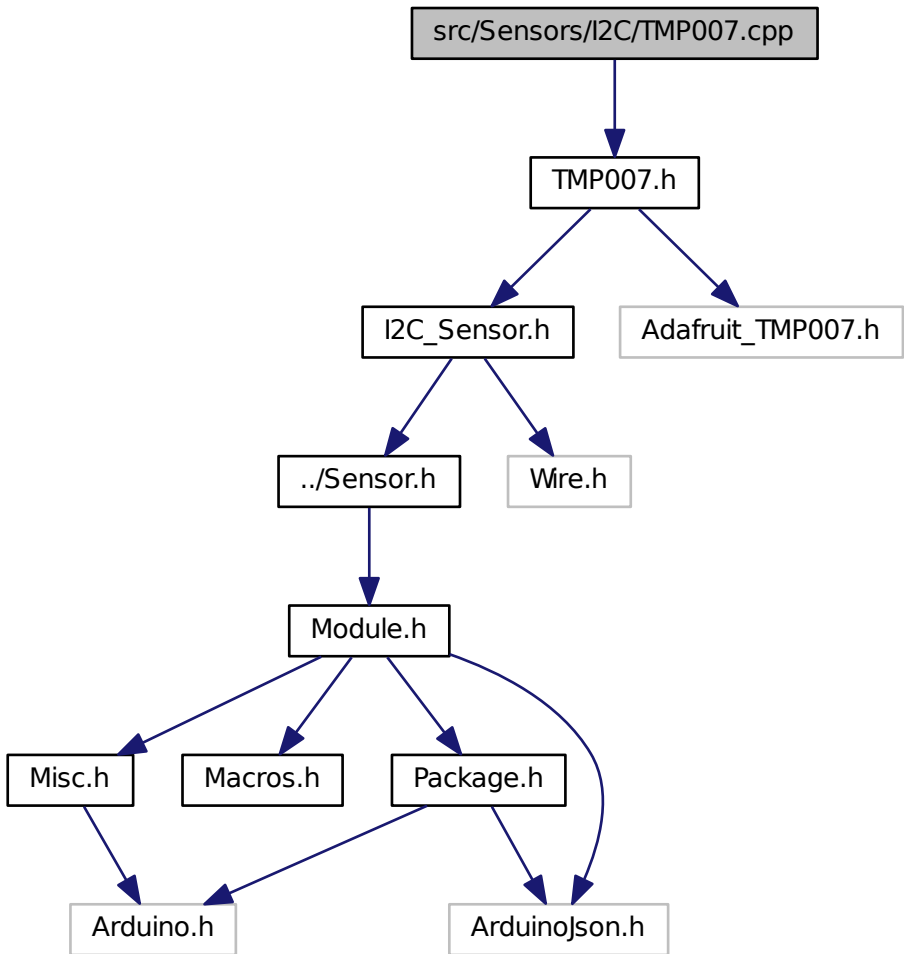 src/Sensors/I2C/TMP007.cpp
TMP007.h
I2C_Sensor.h
Adafruit_TMP007.h
../Sensor.h
Wire.h
Module.h
Misc.h
Macros.h
Package.h
Arduino.h
ArduinoJson.h